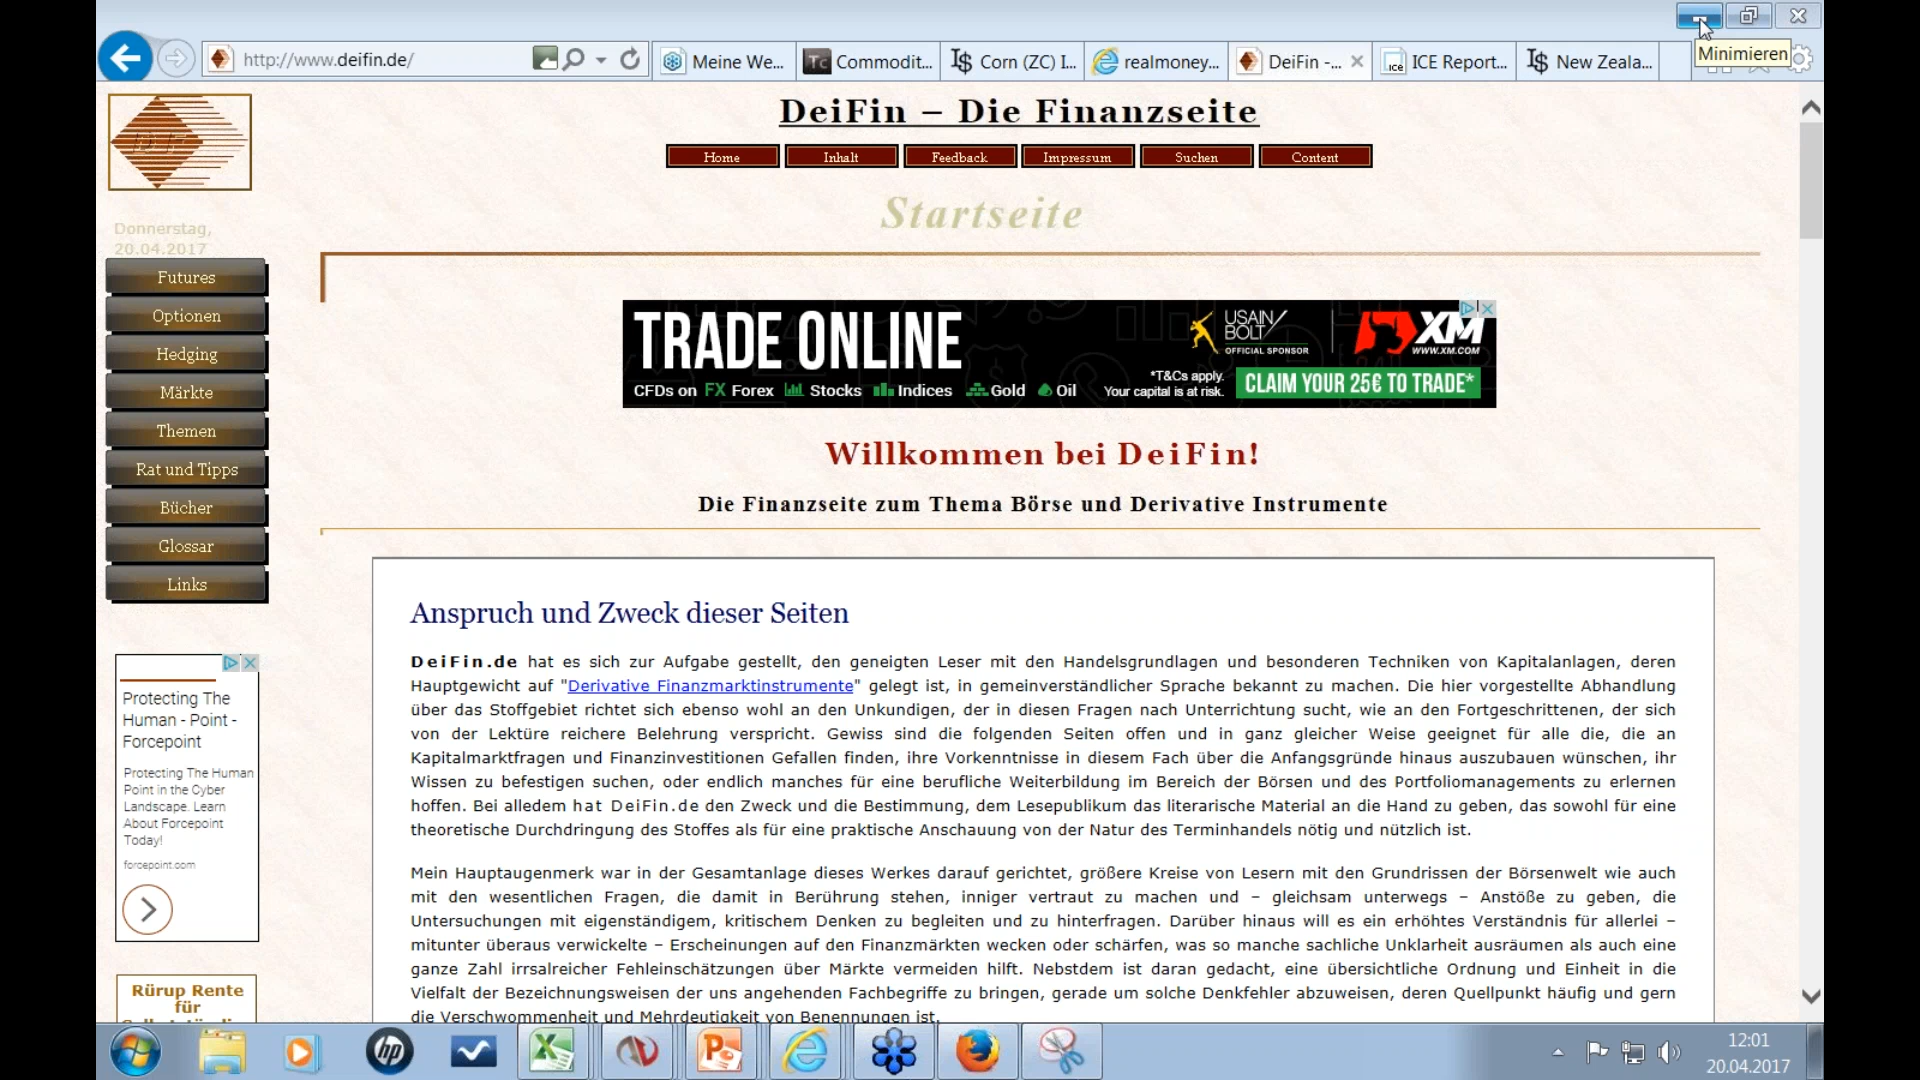 Minimieren
http://www.deifin.de/
Meine We...
Commodit...
Corn (ZC) I...
realmoney...
DeiFin -...
ICE Report...
New Zeala...
DeiFin – Die Finanzseite
Home
Inhalt
Feedback
Impressum
Suchen
Content
Startseite
Donnerstag,
20.04.2017
Futures
Optionen
Hedging
Märkte
Themen
Rat und Tipps
Bücher
Glossar
Links
TRADE ONLINE
CFDs on FX Forex Stocks Indices Gold Oil
USAIN
BOLT
OFFICIAL SPONSOR
XM
WWW.XM.COM
*T&Cs apply.
Your capital is at risk.
CLAIM YOUR 25€ TO TRADE*
Willkommen bei DeiFin!
Die Finanzseite zum Thema Börse und Derivative Instrumente
Anspruch und Zweck dieser Seiten
DeiFin.de hat es sich zur Aufgabe gestellt, den geneigten Leser mit den Handelsgrundlagen und besonderen Techniken von Kapitalanlagen, deren
Hauptgewicht auf "Derivative Finanzmarktinstrumente" gelegt ist, in gemeinverständlicher Sprache bekannt zu machen. Die hier vorgestellte Abhandlung
über das Stoffgebiet richtet sich ebenso wohl an den Unkundigen, der in diesen Fragen nach Unterrichtung sucht, wie an den Fortgeschrittenen, der sich
von der Lektüre reichere Belehrung verspricht. Gewiss sind die folgenden Seiten offen und in ganz gleicher Weise geeignet für alle die, die an
Kapitalmarktfragen und Finanzinvestitionen Gefallen finden, ihre Vorkenntnisse in diesem Fach über die Anfangsgründe hinaus auszubauen wünschen, ihr
Wissen zu befestigen suchen, oder endlich manches für eine berufliche Weiterbildung im Bereich der Börsen und des Portfoliomanagements zu erlernen
hoffen. Bei alledem hat DeiFin.de den Zweck und die Bestimmung, dem Lesepublikum das literarische Material an die Hand zu geben, das sowohl für eine
theoretische Durchdringung des Stoffes als für eine praktische Anschauung von der Natur des Terminhandels nötig und nützlich ist.
Mein Hauptaugenmerk war in der Gesamtanlage dieses Werkes darauf gerichtet, größere Kreise von Lesern mit den Grundrissen der Börsenwelt wie auch
mit den wesentlichen Fragen, die damit in Berührung stehen, inniger vertraut zu machen und – gleichsam unterwegs – Anstöße zu geben, die
Untersuchungen mit eigenständigem, kritischem Denken zu begleiten und zu hinterfragen. Darüber hinaus will es ein erhöhtes Verständnis für allerlei –
mitunter überaus verwickelte – Erscheinungen auf den Finanzmärkten wecken oder schärfen, was so manche sachliche Unklarheit ausräumen als auch eine
ganze Zahl irrsalreicher Fehleinschätzungen über Märkte vermeiden hilft. Nebstdem ist daran gedacht, eine übersichtliche Ordnung und Einheit in die
Vielfalt der Bezeichnungsweisen der uns angehenden Fachbegriffe zu bringen, gerade um solche Denkfehler abzuweisen, deren Quellpunkt häufig und gern
die Verschwommenheit und Mehrdeutigkeit von Benennungen ist.
Protecting The
Human - Point -
Forcepoint
Protecting The Human
Point in the Cyber
Landscape. Learn
About Forcepoint
Today!
forcepoint.com
Rürup Rente
für
12:01
20.04.2017